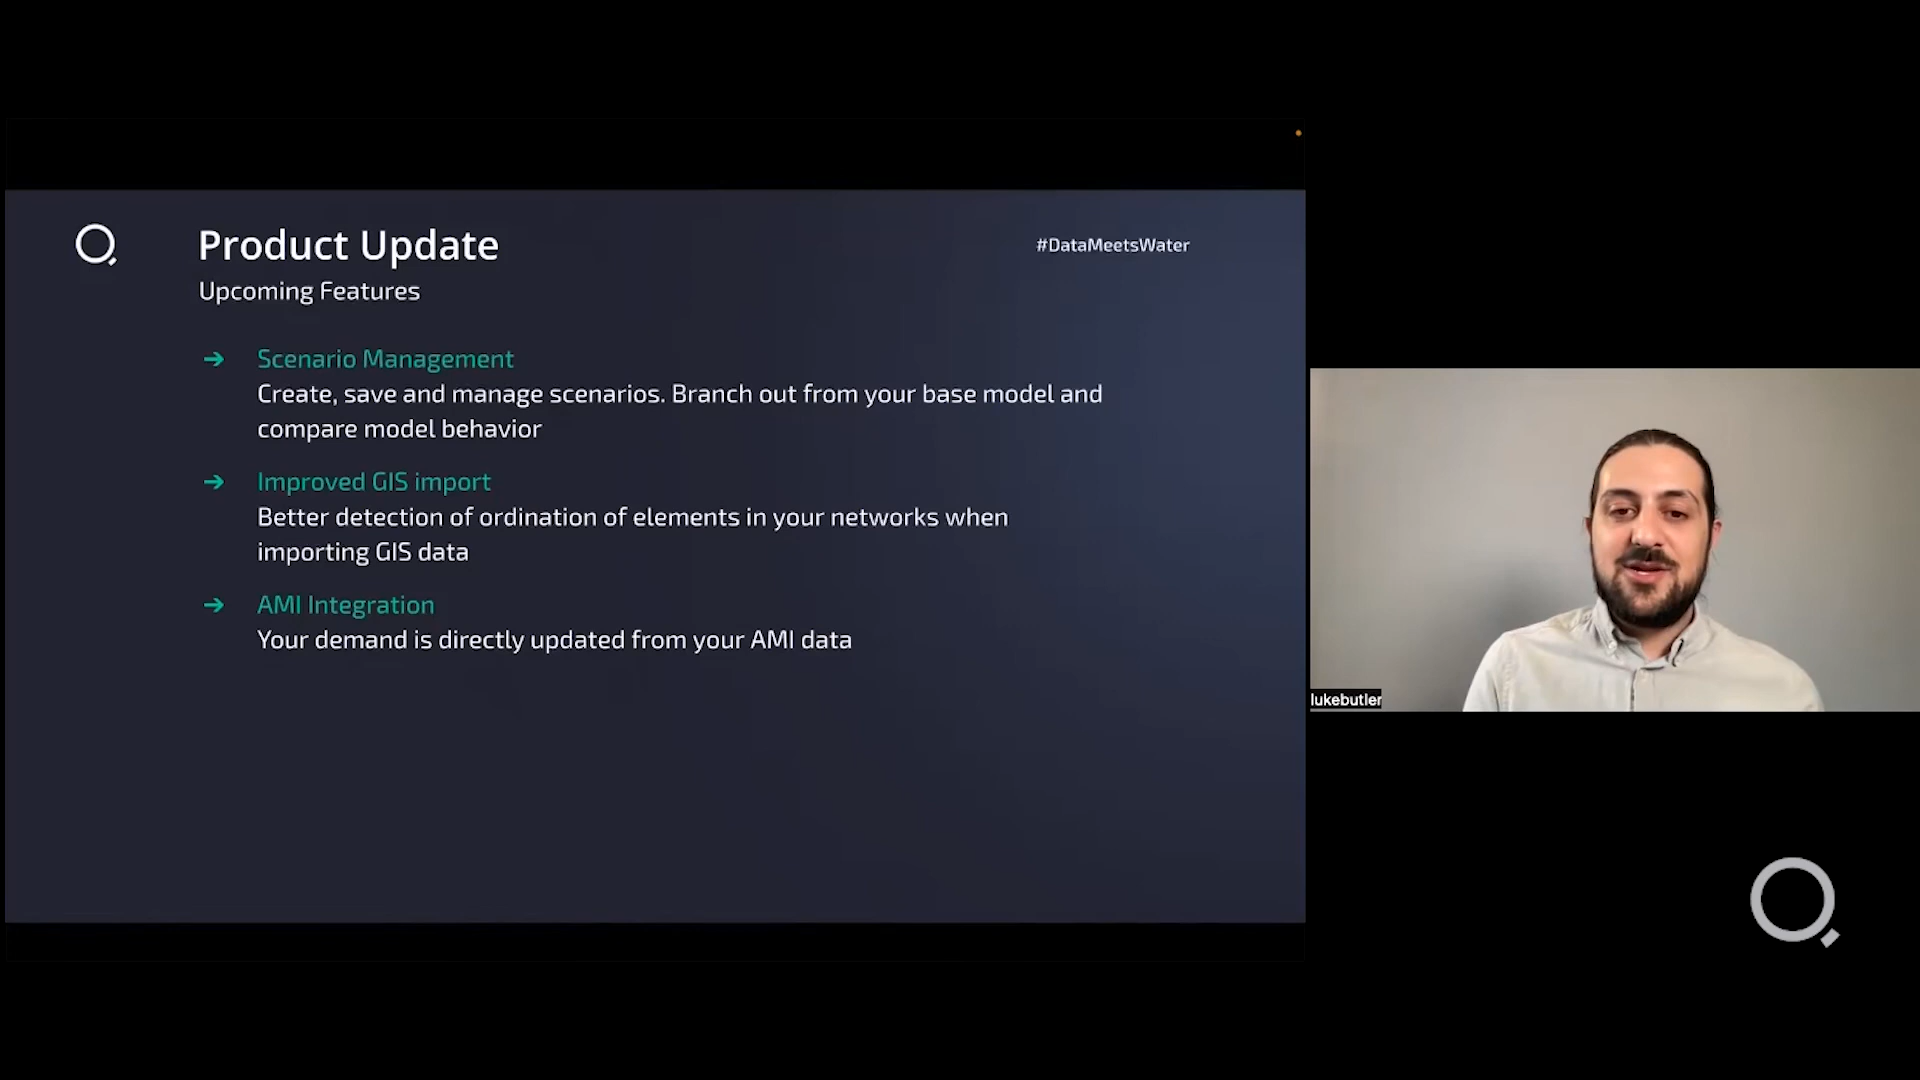 Product Update
#DataMeetsWater
Upcoming Features
→ Scenario Management
Create, save and manage scenarios. Branch out from your base model and
compare model behavior
→ Improved GIS import
Better detection of ordination of elements in your networks when
importing GIS data
→ AMI Integration
Your demand is directly updated from your AMI data
lukebutler